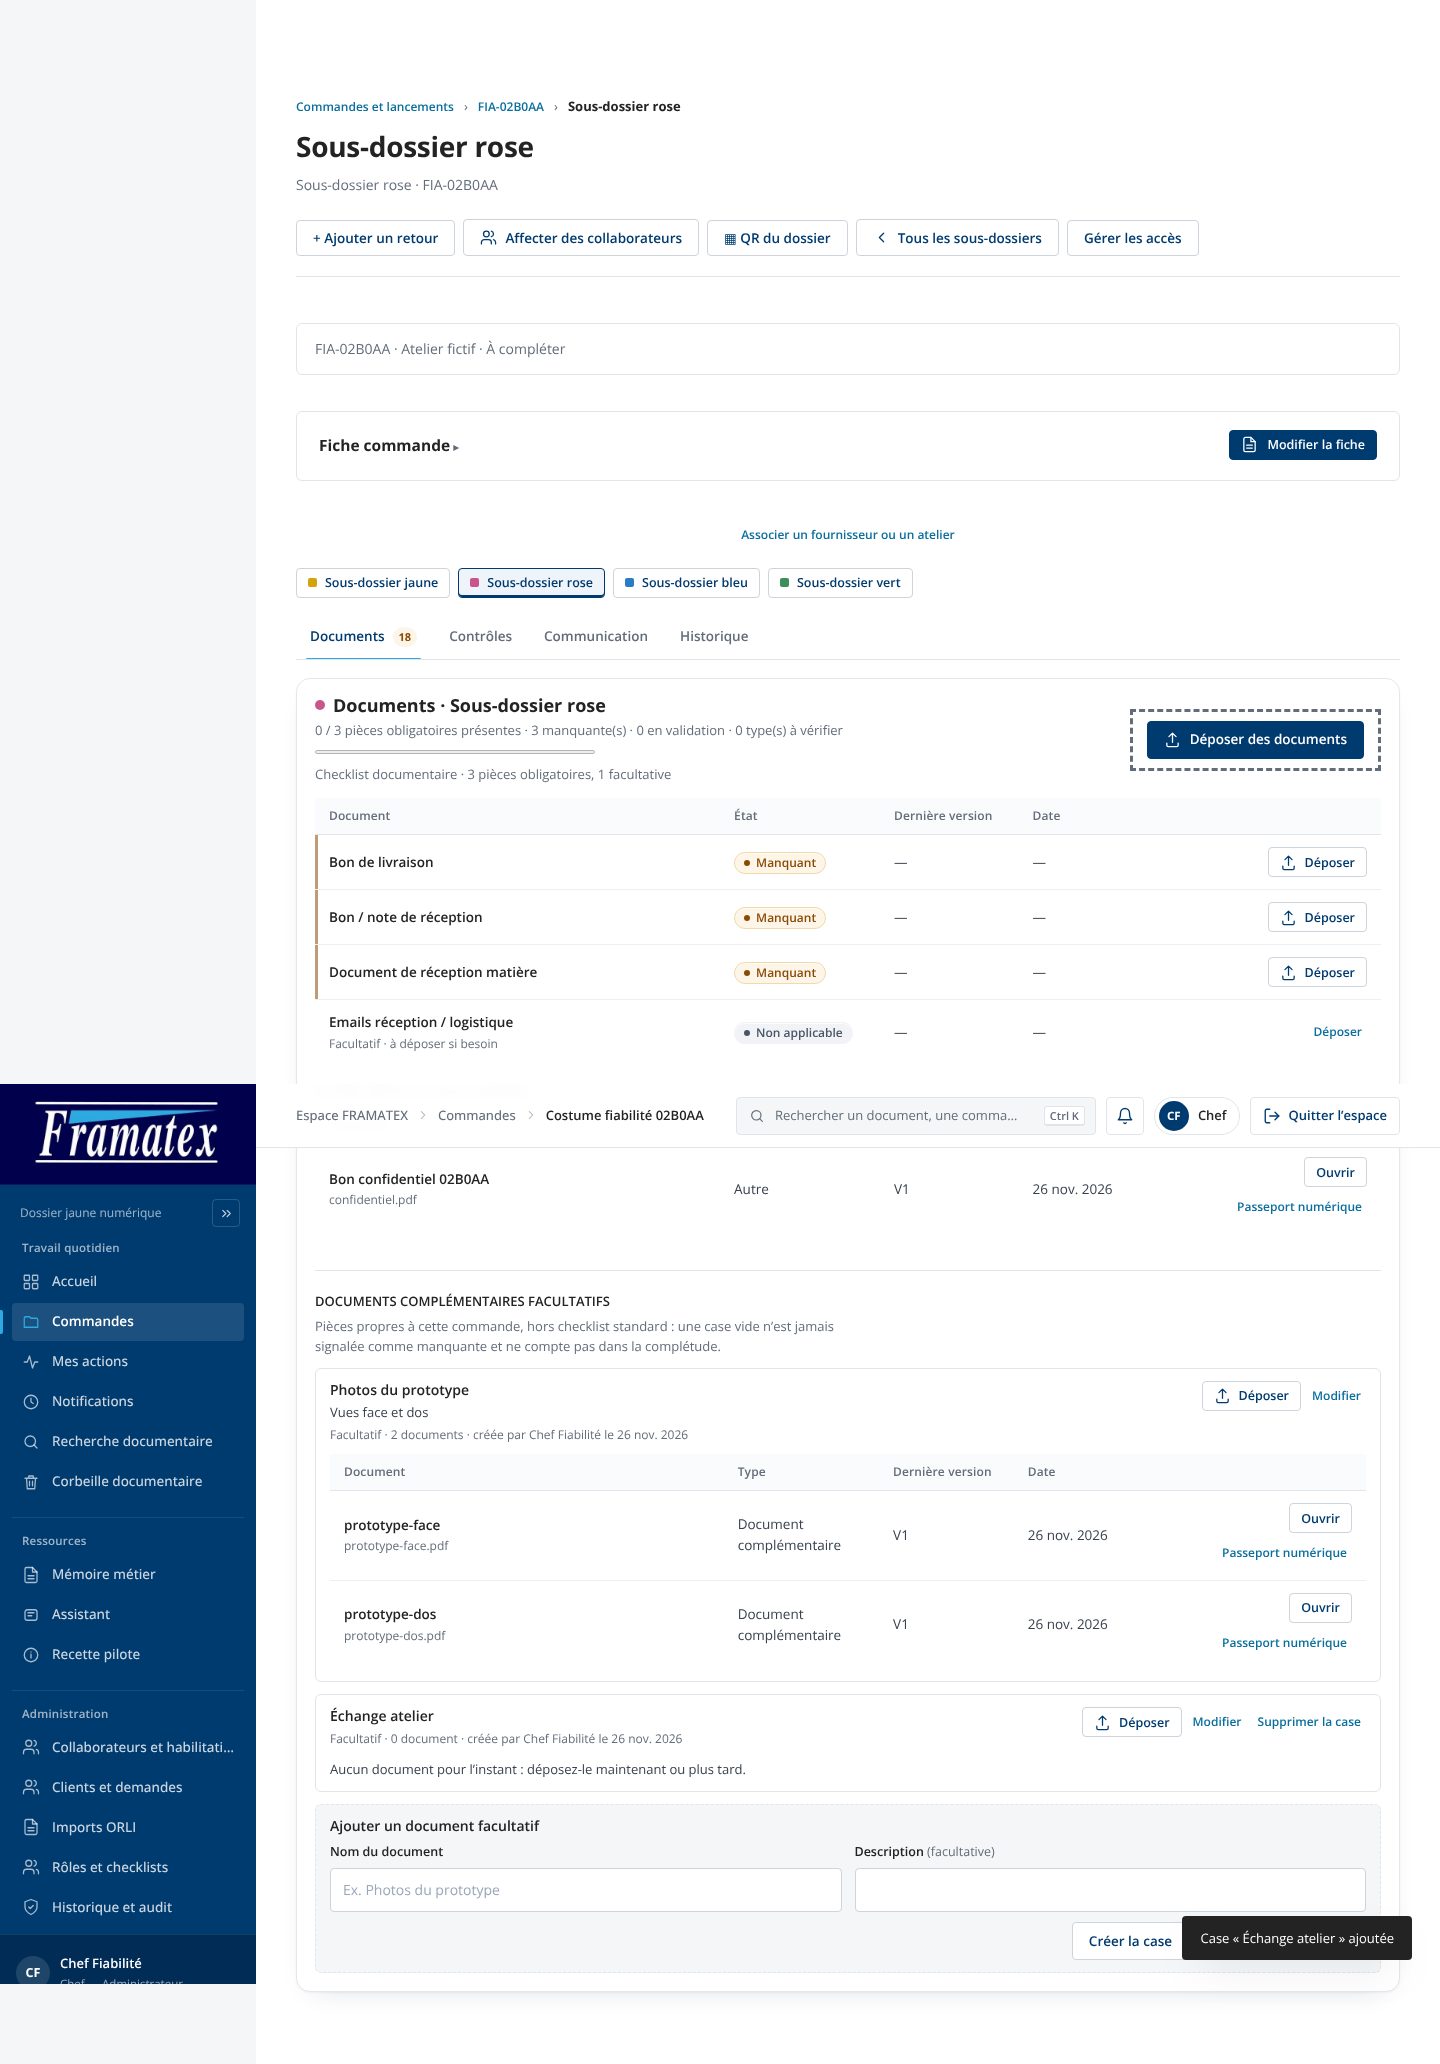 Commandes et lancements › FIA-02B0AA › Sous-dossier rose
Sous-dossier rose
Sous-dossier rose · FIA-02B0AA
+ Ajouter un retour
Affecter des collaborateurs
QR du dossier
Tous les sous-dossiers
Gérer les accès
FIA-02B0AA · Atelier fictif · À compléter
Fiche commande
Modifier la fiche
Associer un fournisseur ou un atelier
Sous-dossier jaune
Sous-dossier rose
Sous-dossier bleu
Sous-dossier vert
Documents 18
Contrôles
Communication
Historique
Documents · Sous-dossier rose
0 / 3 pièces obligatoires présentes · 3 manquante(s) · 0 en validation · 0 type(s) à vérifier
Checklist documentaire · 3 pièces obligatoires, 1 facultative
Déposer des documents
Document État Dernière version Date
Bon de livraison Manquant — — Déposer
Bon / note de réception Manquant — — Déposer
Document de réception matière Manquant — — Déposer
Emails réception / logistique Non applicable — — Déposer
Facultatif · à déposer si besoin
Framatex
Espace FRAMATEX > Commandes > Costume fiabilité 02B0AA
Rechercher un document, une comma... Ctrl K
CF Chef
Quitter l’espace
Bon confidentiel 02B0AA Autre V1 26 nov. 2026 Ouvrir
confidentiel.pdf
Passeport numérique
Dossier jaune numérique
Travail quotidien
Accueil
Commandes
Mes actions
Notifications
Recherche documentaire
Corbeille documentaire
Ressources
Mémoire métier
Assistant
Recette pilote
Administration
Collaborateurs et habilitati...
Clients et demandes
Imports ORLI
Rôles et checklists
Historique et audit
CF Chef Fiabilité
Chef Administrateur
DOCUMENTS COMPLÉMENTAIRES FACULTATIFS
Pièces propres à cette commande, hors checklist standard : une case vide n’est jamais
signalée comme manquante et ne compte pas dans la complétude.
Photos du prototype
Vues face et dos
Facultatif · 2 documents · créée par Chef Fiabilité le 26 nov. 2026
Déposer Modifier
Document Type Dernière version Date
prototype-face Document complémentaire V1 26 nov. 2026 Ouvrir
prototype-face.pdf
Passeport numérique
prototype-dos Document complémentaire V1 26 nov. 2026 Ouvrir
prototype-dos.pdf
Passeport numérique
Échange atelier
Facultatif · 0 document · créée par Chef Fiabilité le 26 nov. 2026
Déposer Modifier Supprimer la case
Aucun document pour l’instant : déposez-le maintenant ou plus tard.
Ajouter un document facultatif
Nom du document
Ex. Photos du prototype
Description (facultative)
Créer la case
Case « Échange atelier » ajoutée